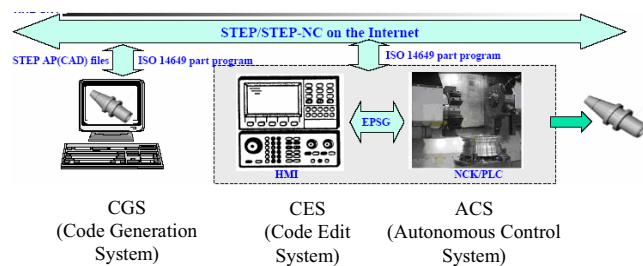 STEP/STEP-NC on the Internet
STEP AP(CAD) files
ISO 14649 part program
ISO 14649 part program
EPSG
HMI
NCK/PLC
CGS
(Code Generation
System)
CES
(Code Edit
System)
ACS
(Autonomous Control
System)